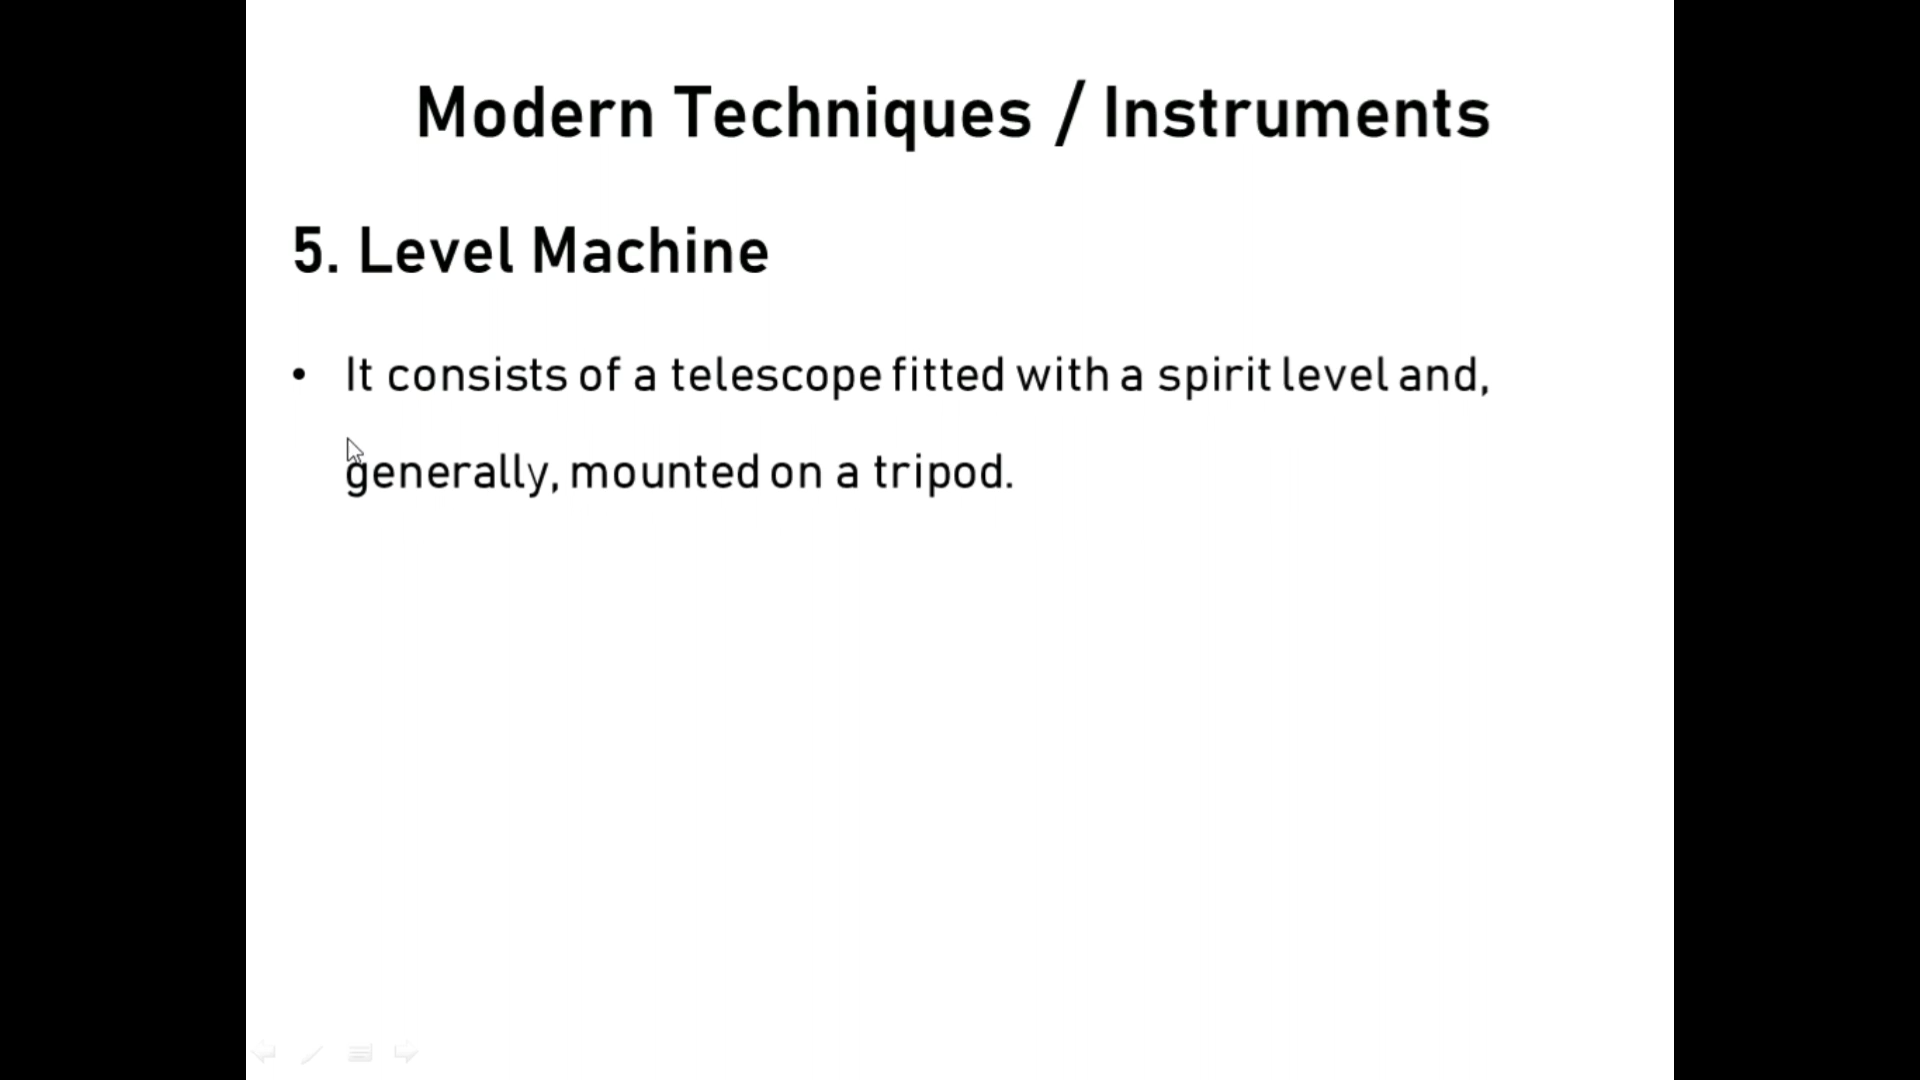 Modern Techniques / Instruments
5. Level Machine
• It consists of a telescope fitted with a spirit level and,
generally, mounted on a tripod.